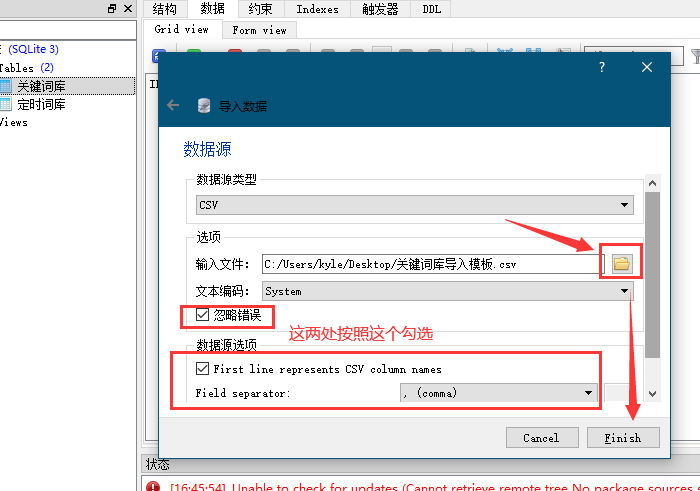 结构 数据 约束 Indexes 触发器 DDL
Grid view Form view
(SQLite 3)
Tables (2)
关键词库
定时词库
Views
?
导入数据
数据源
数据源类型
CSV
选项
输入文件: C:/Users/kyle/Desktop/关键词库导入模板.csv
文本编码: System
忽略错误
这两处按照这个勾选
数据源选项
First line represents CSV column names
Field separator: , (comma)
Cancel Finish
状态
[16:45:54] Unable to check for updates (Cannot retrieve remote tree No package sources